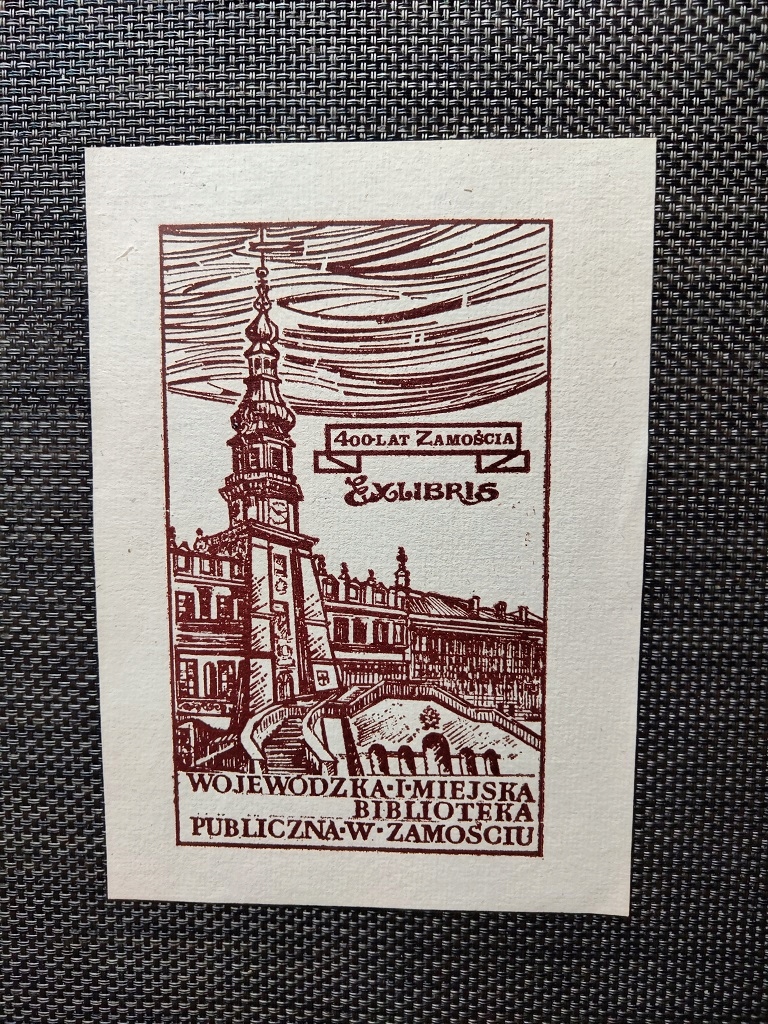 400-LAT ZAMOŚCIA
EXLIBRIS
WOJEWÓDZKA·I·MIEJSKA
BIBLIOTEKA
PUBLICZNA·W·ZAMOŚCIU